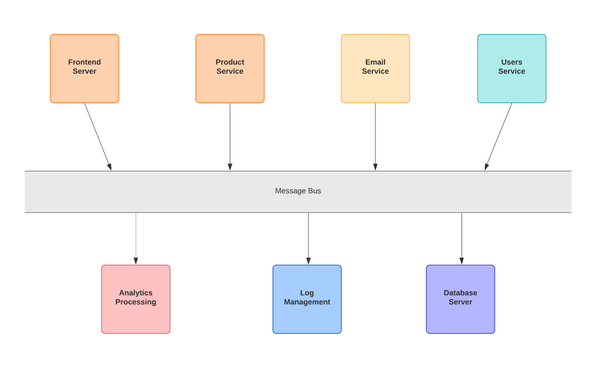 Frontend
Server
Product
Service
Email
Service
Users
Service
Message Bus
Analytics
Processing
Log
Management
Database
Server